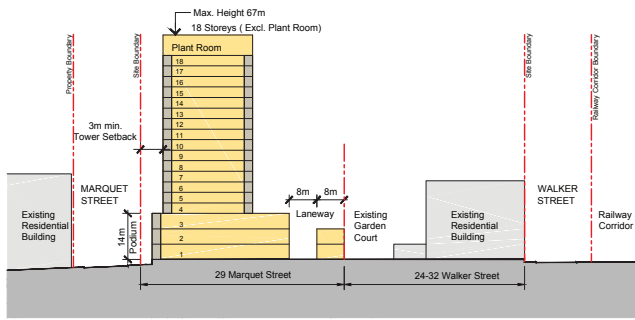 Max. Height 67m
18 Storeys ( Excl. Plant Room)
Plant Room
Property Boundary
Site Boundary
Site Boundary
Railway Corridor Boundary
18
17
16
15
14
13
12
11
10
9
8
7
6
5
4
3
2
1
3m min.
Tower Setback
8m
8m
Laneway
MARQUET
STREET
WALKER
STREET
Existing
Residential
Building
14m
Podium
Existing
Garden
Court
Existing
Residential
Building
Railway
Corridor
29 Marquet Street
24-32 Walker Street